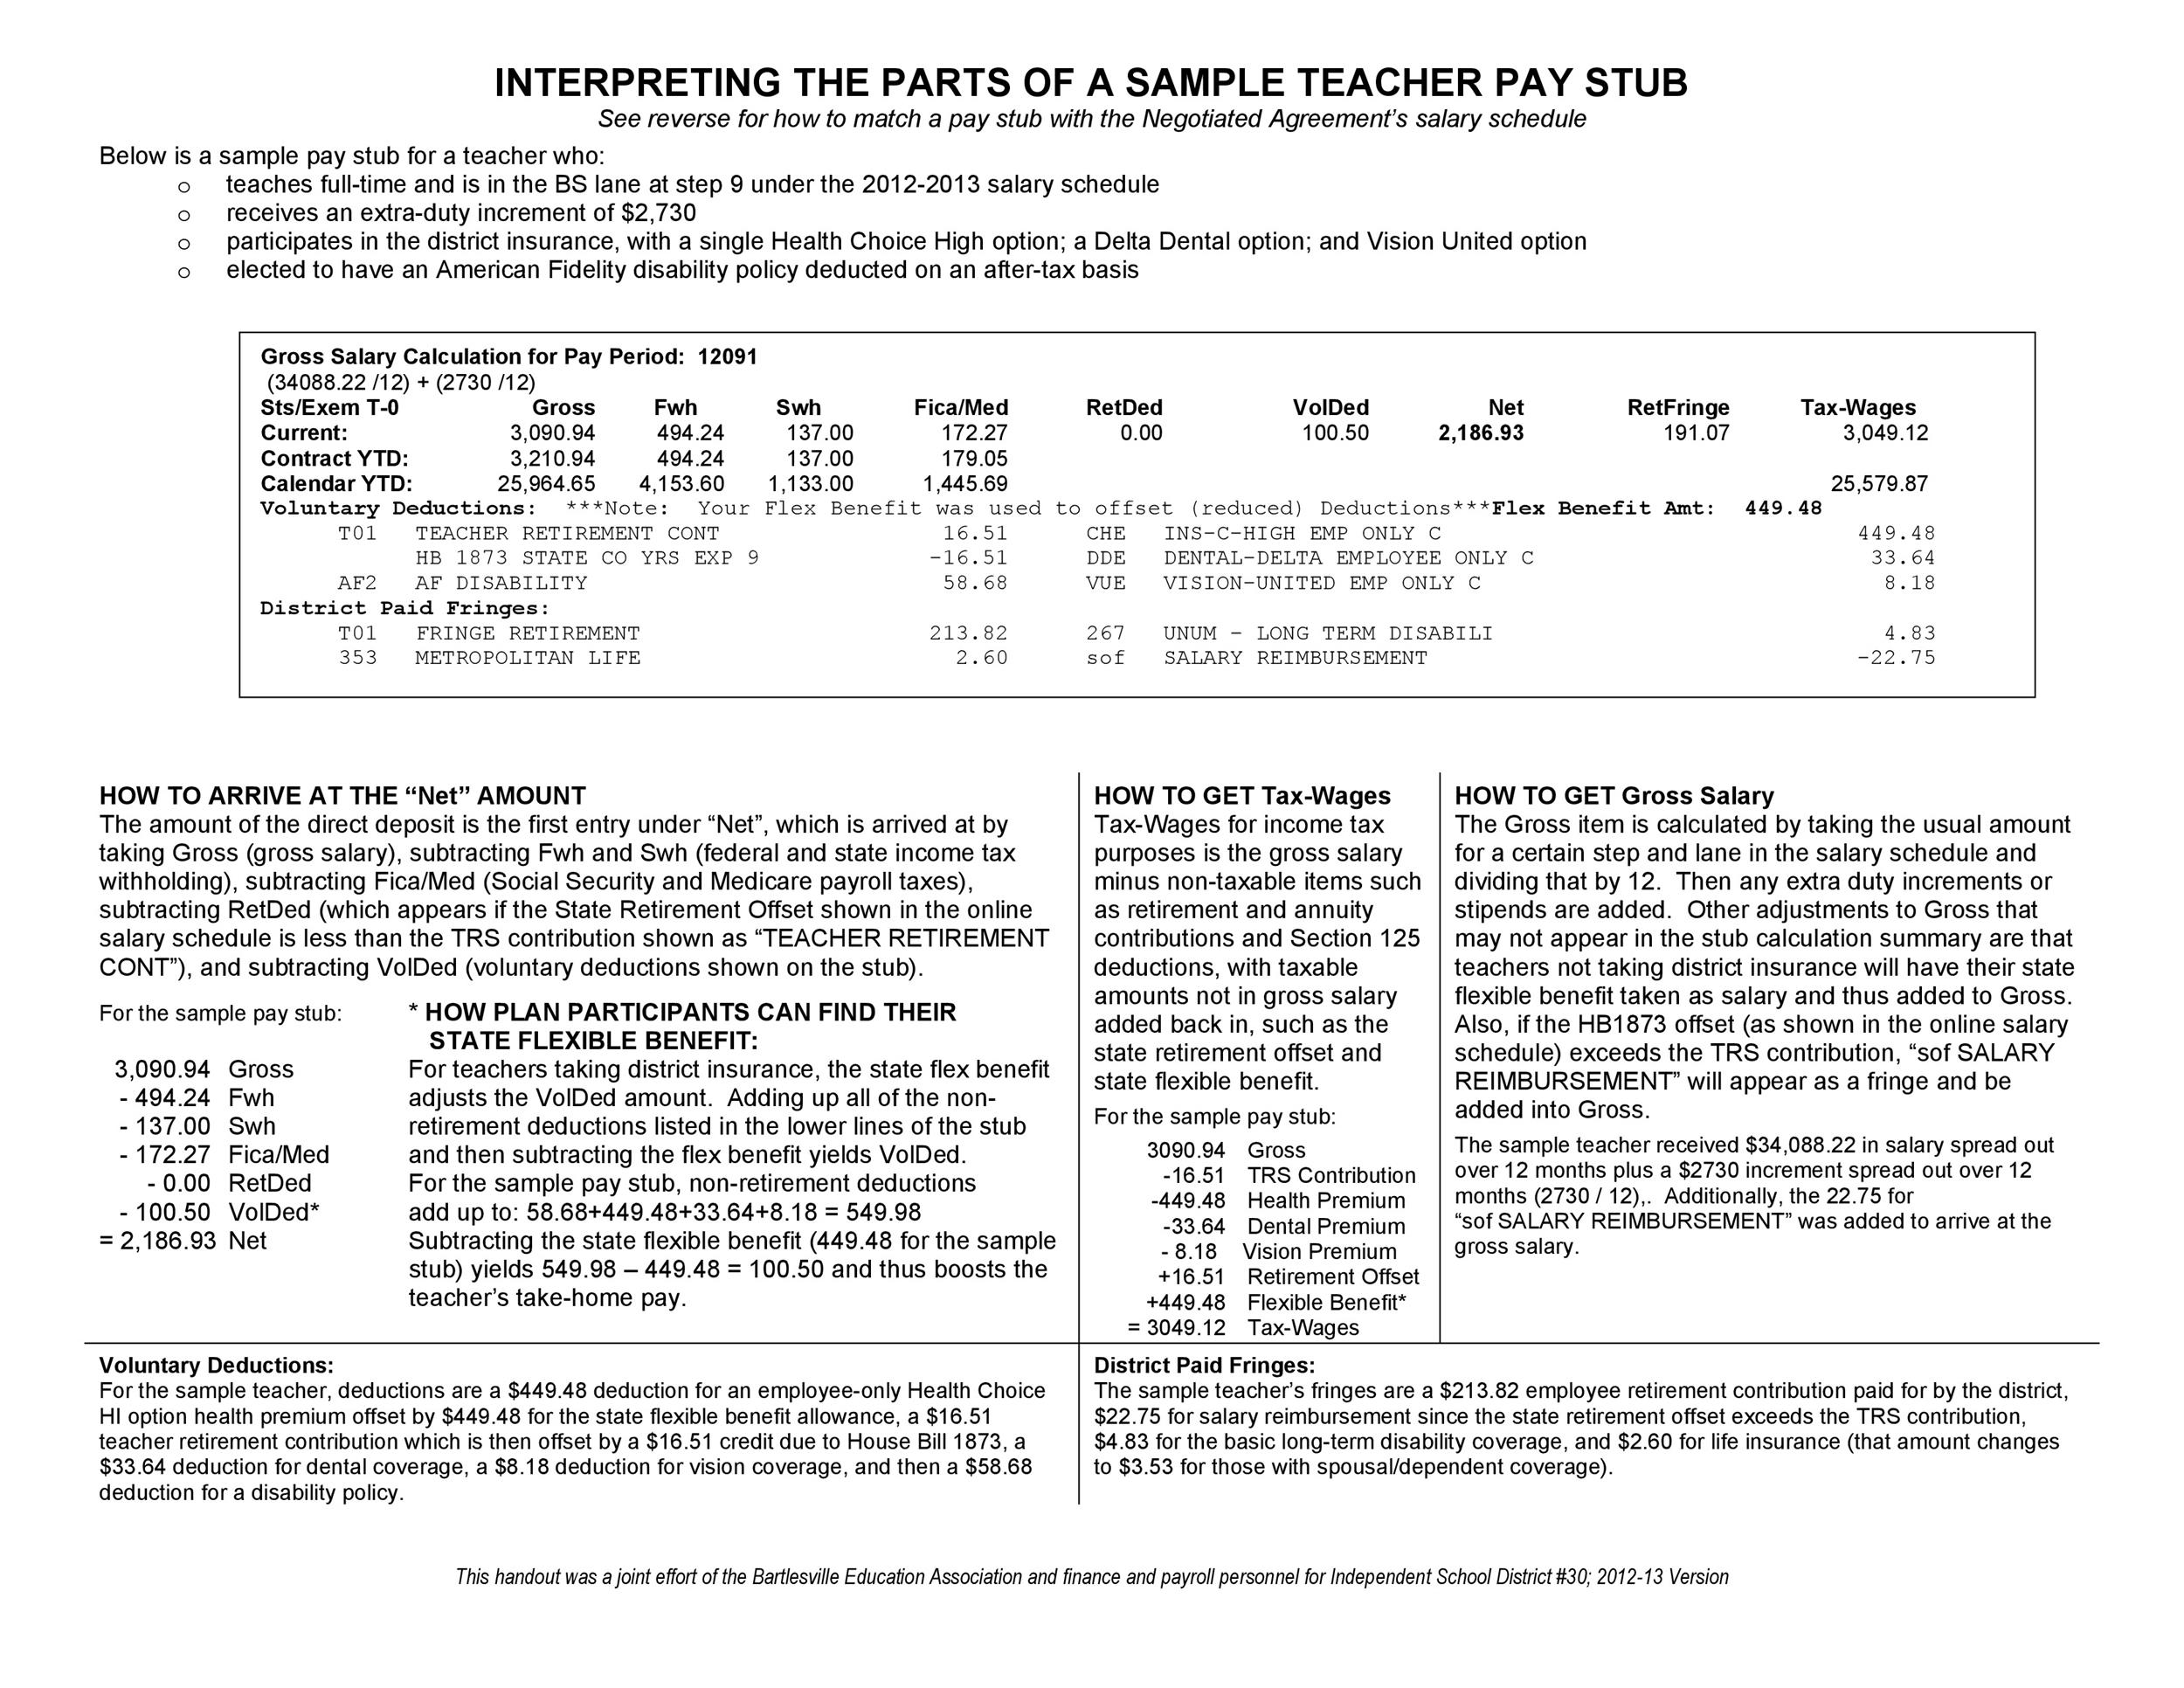 INTERPRETING THE PARTS OF A SAMPLE TEACHER PAY STUB
See reverse for how to match a pay stub with the Negotiated Agreement’s salary schedule
Below is a sample pay stub for a teacher who:
o teaches full-time and is in the BS lane at step 9 under the 2012-2013 salary schedule
o receives an extra-duty increment of $2,730
o participates in the district insurance, with a single Health Choice High option; a Delta Dental option; and Vision United option
o elected to have an American Fidelity disability policy deducted on an after-tax basis
Gross Salary Calculation for Pay Period: 12091
(34088.22 /12) + (2730 /12)
Sts/Exem T-0 Gross Fwh Swh Fica/Med RetDed VolDed Net RetFringe Tax-Wages
Current: 3,090.94 494.24 137.00 172.27 0.00 100.50 2,186.93 191.07 3,049.12
Contract YTD: 3,210.94 494.24 137.00 179.05
Calendar YTD: 25,964.65 4,153.60 1,133.00 1,445.69 25,579.87
Voluntary Deductions: ***Note: Your Flex Benefit was used to offset (reduced) Deductions***Flex Benefit Amt: 449.48
T01 TEACHER RETIREMENT CONT 16.51 CHE INS-C-HIGH EMP ONLY C 449.48
HB 1873 STATE CO YRS EXP 9 -16.51 DDE DENTAL-DELTA EMPLOYEE ONLY C 33.64
AF2 AF DISABILITY 58.68 VUE VISION-UNITED EMP ONLY C 8.18
District Paid Fringes:
T01 FRINGE RETIREMENT 213.82 267 UNUM - LONG TERM DISABILI 4.83
353 METROPOLITAN LIFE 2.60 sof SALARY REIMBURSEMENT -22.75
HOW TO ARRIVE AT THE “Net” AMOUNT
The amount of the direct deposit is the first entry under “Net”, which is arrived at by
taking Gross (gross salary), subtracting Fwh and Swh (federal and state income tax
withholding), subtracting Fica/Med (Social Security and Medicare payroll taxes),
subtracting RetDed (which appears if the State Retirement Offset shown in the online
salary schedule is less than the TRS contribution shown as “TEACHER RETIREMENT
CONT”), and subtracting VolDed (voluntary deductions shown on the stub).
For the sample pay stub:
3,090.94 Gross
- 494.24 Fwh
- 137.00 Swh
- 172.27 Fica/Med
- 0.00 RetDed
- 100.50 VolDed*
= 2,186.93 Net
* HOW PLAN PARTICIPANTS CAN FIND THEIR
STATE FLEXIBLE BENEFIT:
For teachers taking district insurance, the state flex benefit
adjusts the VolDed amount. Adding up all of the non-
retirement deductions listed in the lower lines of the stub
and then subtracting the flex benefit yields VolDed.
For the sample pay stub, non-retirement deductions
add up to: 58.68+449.48+33.64+8.18 = 549.98
Subtracting the state flexible benefit (449.48 for the sample
stub) yields 549.98 – 449.48 = 100.50 and thus boosts the
teacher’s take-home pay.
HOW TO GET Tax-Wages
Tax-Wages for income tax
purposes is the gross salary
minus non-taxable items such
as retirement and annuity
contributions and Section 125
deductions, with taxable
amounts not in gross salary
added back in, such as the
state retirement offset and
state flexible benefit.
For the sample pay stub:
3090.94 Gross
-16.51 TRS Contribution
-449.48 Health Premium
-33.64 Dental Premium
- 8.18 Vision Premium
+16.51 Retirement Offset
+449.48 Flexible Benefit*
= 3049.12 Tax-Wages
HOW TO GET Gross Salary
The Gross item is calculated by taking the usual amount
for a certain step and lane in the salary schedule and
dividing that by 12. Then any extra duty increments or
stipends are added. Other adjustments to Gross that
may not appear in the stub calculation summary are that
teachers not taking district insurance will have their state
flexible benefit taken as salary and thus added to Gross.
Also, if the HB1873 offset (as shown in the online salary
schedule) exceeds the TRS contribution, “sof SALARY
REIMBURSEMENT” will appear as a fringe and be
added into Gross.
The sample teacher received $34,088.22 in salary spread out
over 12 months plus a $2730 increment spread out over 12
months (2730 / 12),. Additionally, the 22.75 for
“sof SALARY REIMBURSEMENT” was added to arrive at the
gross salary.
Voluntary Deductions:
For the sample teacher, deductions are a $449.48 deduction for an employee-only Health Choice
HI option health premium offset by $449.48 for the state flexible benefit allowance, a $16.51
teacher retirement contribution which is then offset by a $16.51 credit due to House Bill 1873, a
$33.64 deduction for dental coverage, a $8.18 deduction for vision coverage, and then a $58.68
deduction for a disability policy.
District Paid Fringes:
The sample teacher’s fringes are a $213.82 employee retirement contribution paid for by the district,
$22.75 for salary reimbursement since the state retirement offset exceeds the TRS contribution,
$4.83 for the basic long-term disability coverage, and $2.60 for life insurance (that amount changes
to $3.53 for those with spousal/dependent coverage).
This handout was a joint effort of the Bartlesville Education Association and finance and payroll personnel for Independent School District #30; 2012-13 Version